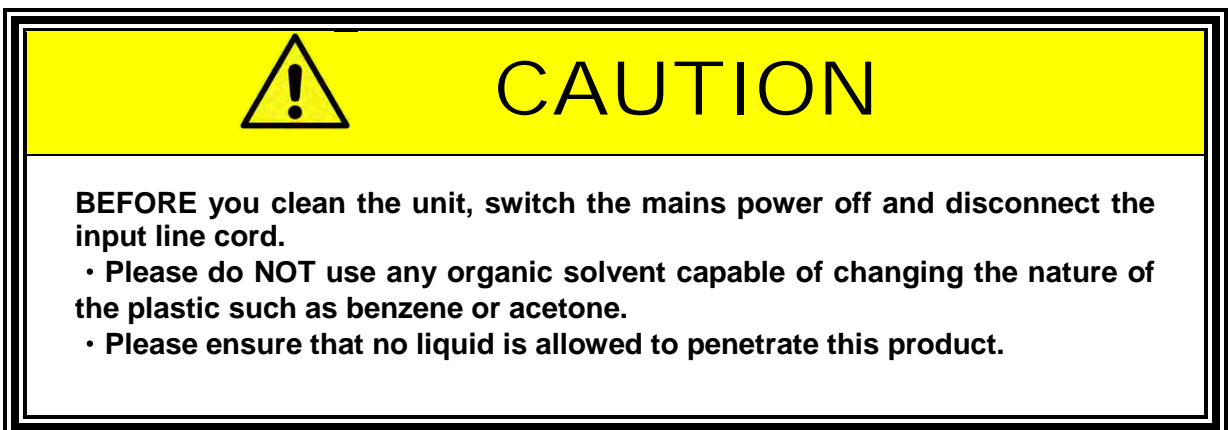 CAUTION
BEFORE you clean the unit, switch the mains power off and disconnect the
input line cord.
・Please do NOT use any organic solvent capable of changing the nature of
the plastic such as benzene or acetone.
・Please ensure that no liquid is allowed to penetrate this product.